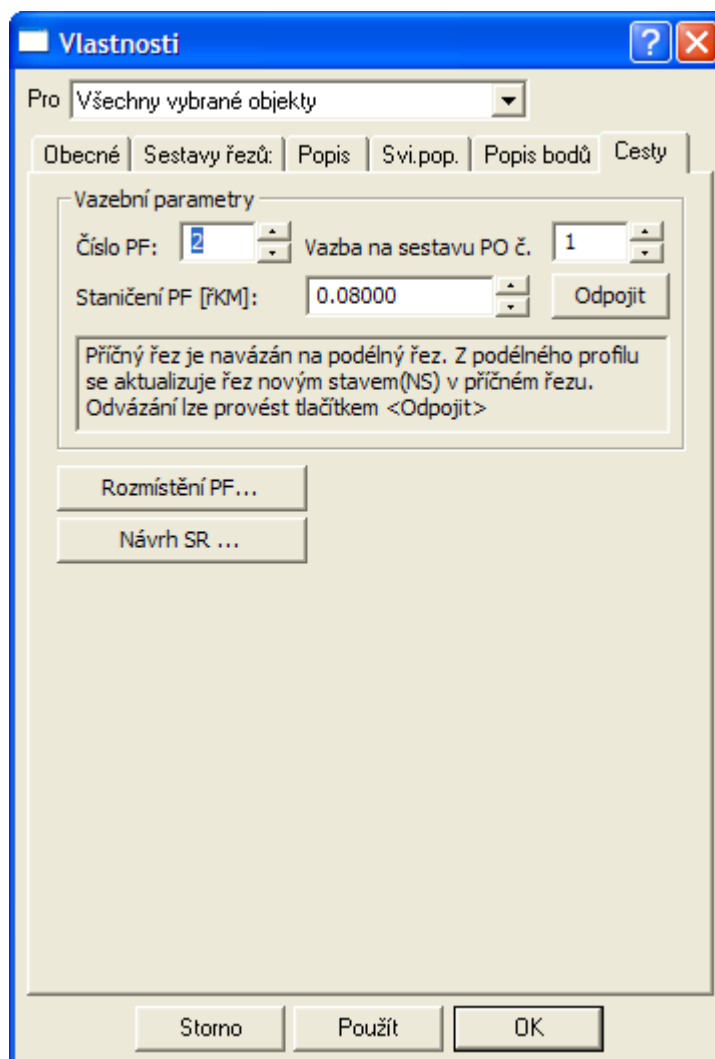 Vlastnosti
Pro Všechny vybrané objekty
Obecné Sestavy řezů: Popis Svi.pop. Popis bodů Cesty
Vazební parametry
Číslo PF: 2 Vazba na sestavu PO č. 1
Staničení PF [řKM]: 0.08000 Odpojit
Příčný řez je navázán na podélný řez. Z podélného profilu
se aktualizuje řez novým stavem(NS) v příčném řezu.
Odvázání lze provést tlačítkem <Odpojit>
Rozmístění PF...
Návrh SR ...
Storno Použít OK